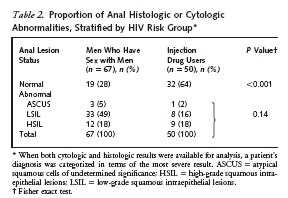 Table 2. Proportion of Anal Histologic or Cytologic
Abnormalities, Stratified by HIV Risk Group*
Anal Lesion Status Men Who Have Sex with Men (n = 67), n (%) Injection Drug Users (n = 50), n (%) P Value†
Normal 19 (28) 32 (64) <0.001
Abnormal
ASCUS 3 (5) 1 (2)
LSIL 33 (49) 8 (16) 0.14
HSIL 12 (18) 9 (18)
Total 67 (100) 50 (100)
* When both cytologic and histologic results were available for analysis, a patient's
diagnosis was categorized in terms of the most severe result. ASCUS = atypical
squamous cells of undetermined significance; HSIL = high-grade squamous intra-
epithelial lesions; LSIL = low-grade squamous intraepithelial lesions.
† Fisher exact test.